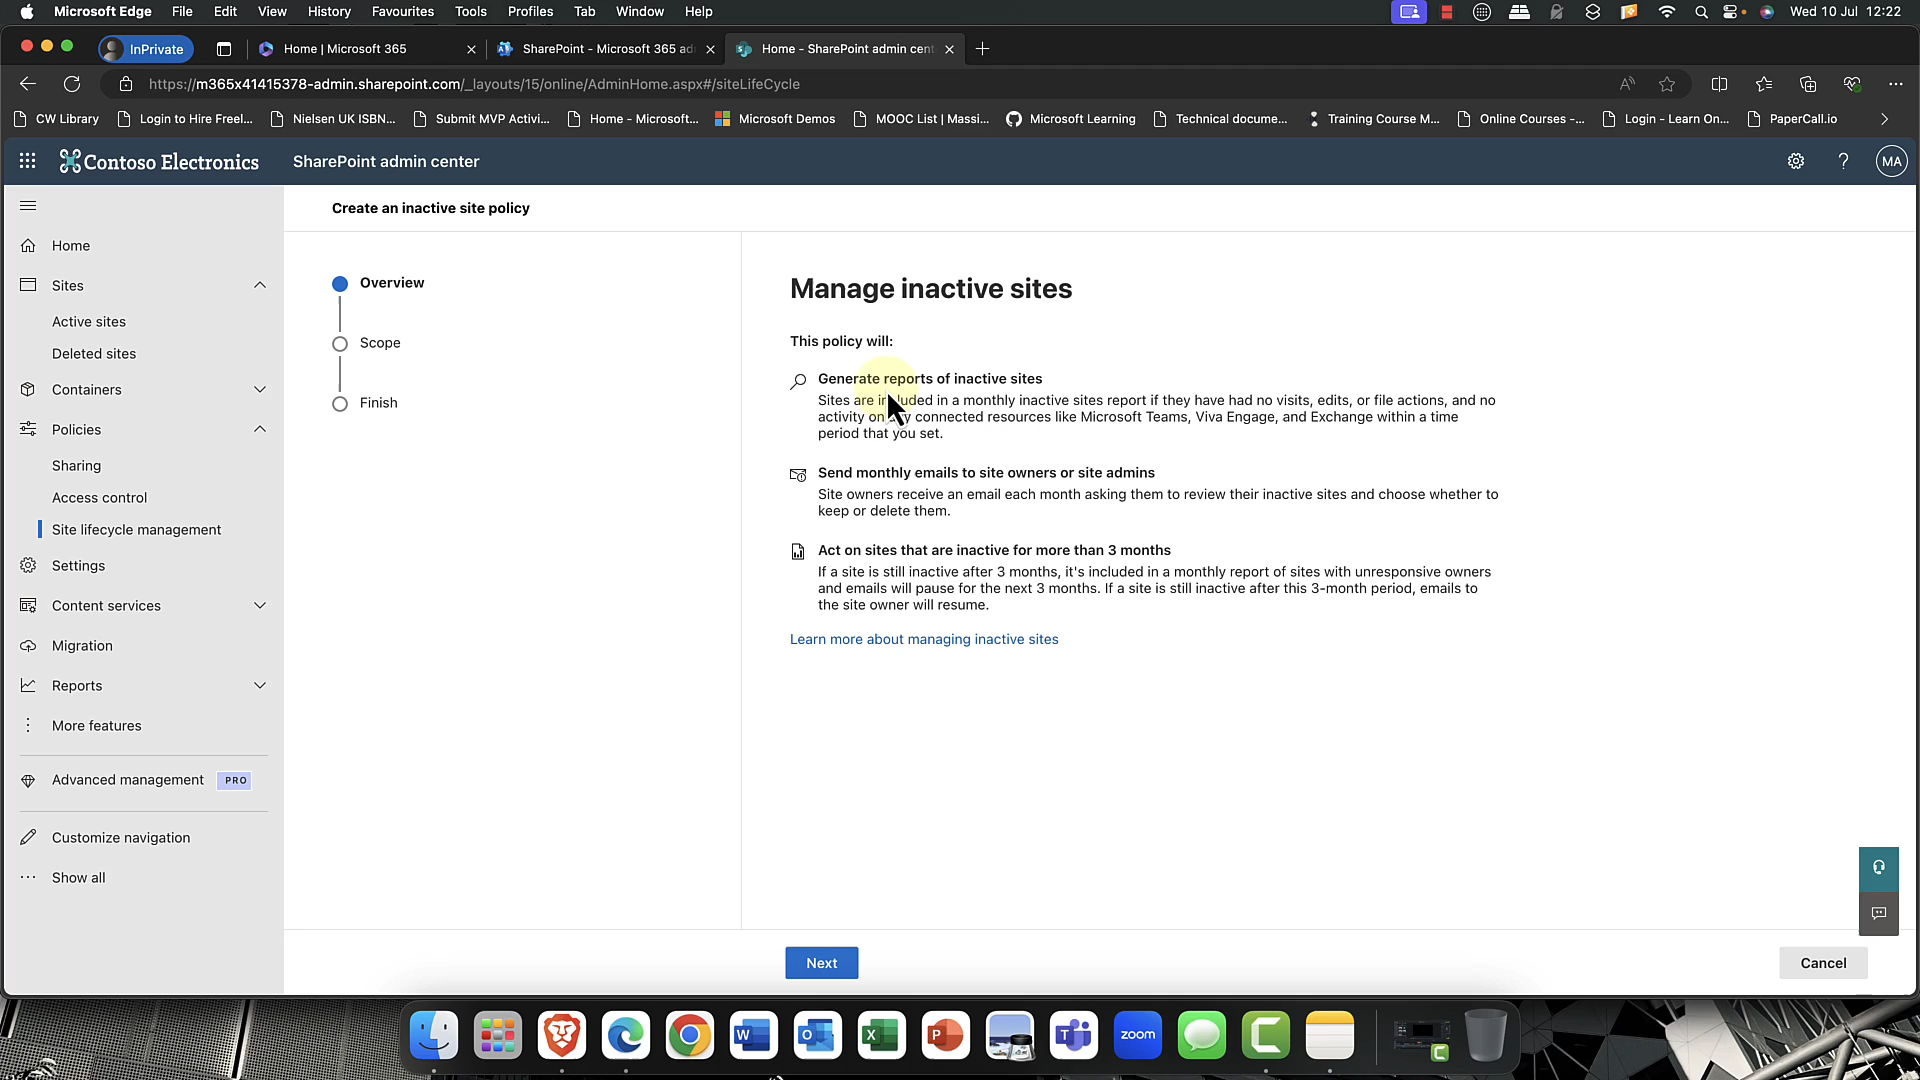 Microsoft Edge File Edit View History Favourites Tools Profiles Tab Window Help Wed 10 Jul 12:22
InPrivate Home | Microsoft 365 SharePoint - Microsoft 365 ad Home - SharePoint admin cent
https://m365x41415378-admin.sharepoint.com/_layouts/15/online/AdminHome.aspx#/siteLifeCycle
CW Library Login to Hire Freel... Nielsen UK ISBN... Submit MVP Activi... Home - Microsoft... Microsoft Demos MOOC List | Massi... Microsoft Learning Technical docume... Training Course M... Online Courses -... Login - Learn On... PaperCall.io
Contoso Electronics SharePoint admin center ? MA
Create an inactive site policy
Home
Sites
Active sites
Deleted sites
Containers
Policies
Sharing
Access control
Site lifecycle management
Settings
Content services
Migration
Reports
More features
Advanced management PRO
Customize navigation
Show all
Overview
Scope
Finish
Manage inactive sites
This policy will:
Generate reports of inactive sites
Sites are included in a monthly inactive sites report if they have had no visits, edits, or file actions, and no
activity on any connected resources like Microsoft Teams, Viva Engage, and Exchange within a time
period that you set.
Send monthly emails to site owners or site admins
Site owners receive an email each month asking them to review their inactive sites and choose whether to
keep or delete them.
Act on sites that are inactive for more than 3 months
If a site is still inactive after 3 months, it's included in a monthly report of sites with unresponsive owners
and emails will pause for the next 3 months. If a site is still inactive after this 3-month period, emails to
the site owner will resume.
Learn more about managing inactive sites
Next
Cancel
zoom